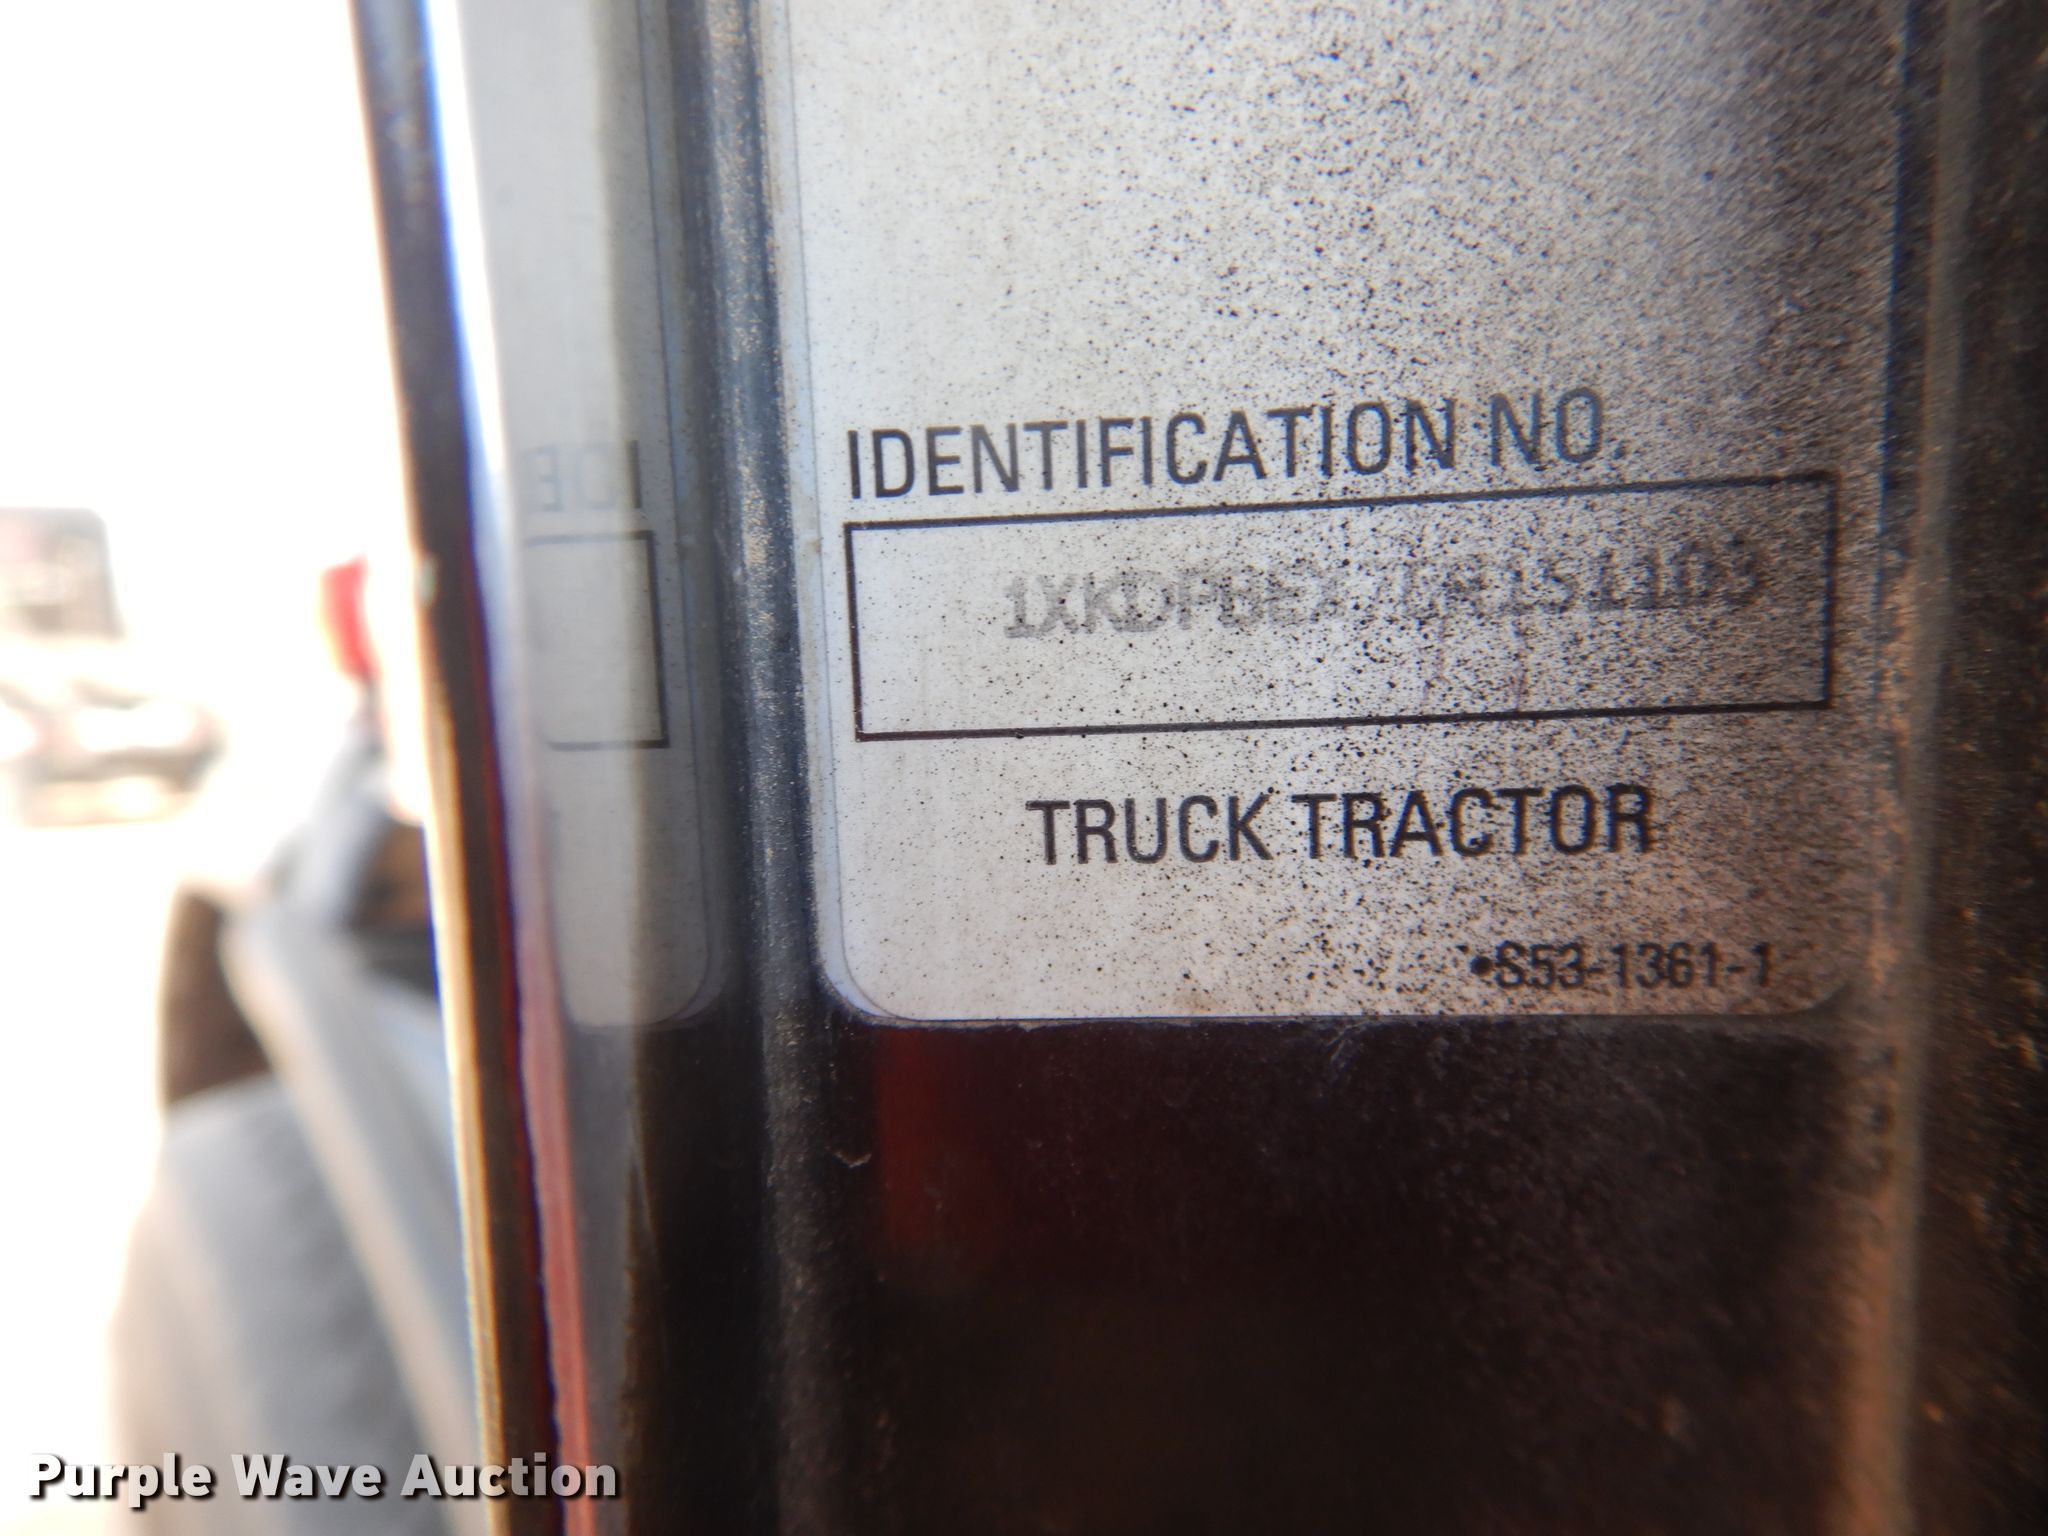 IDENTIFICATION NO
TRUCK TRACTOR
•S53-1361-1
Purple Wave Auction